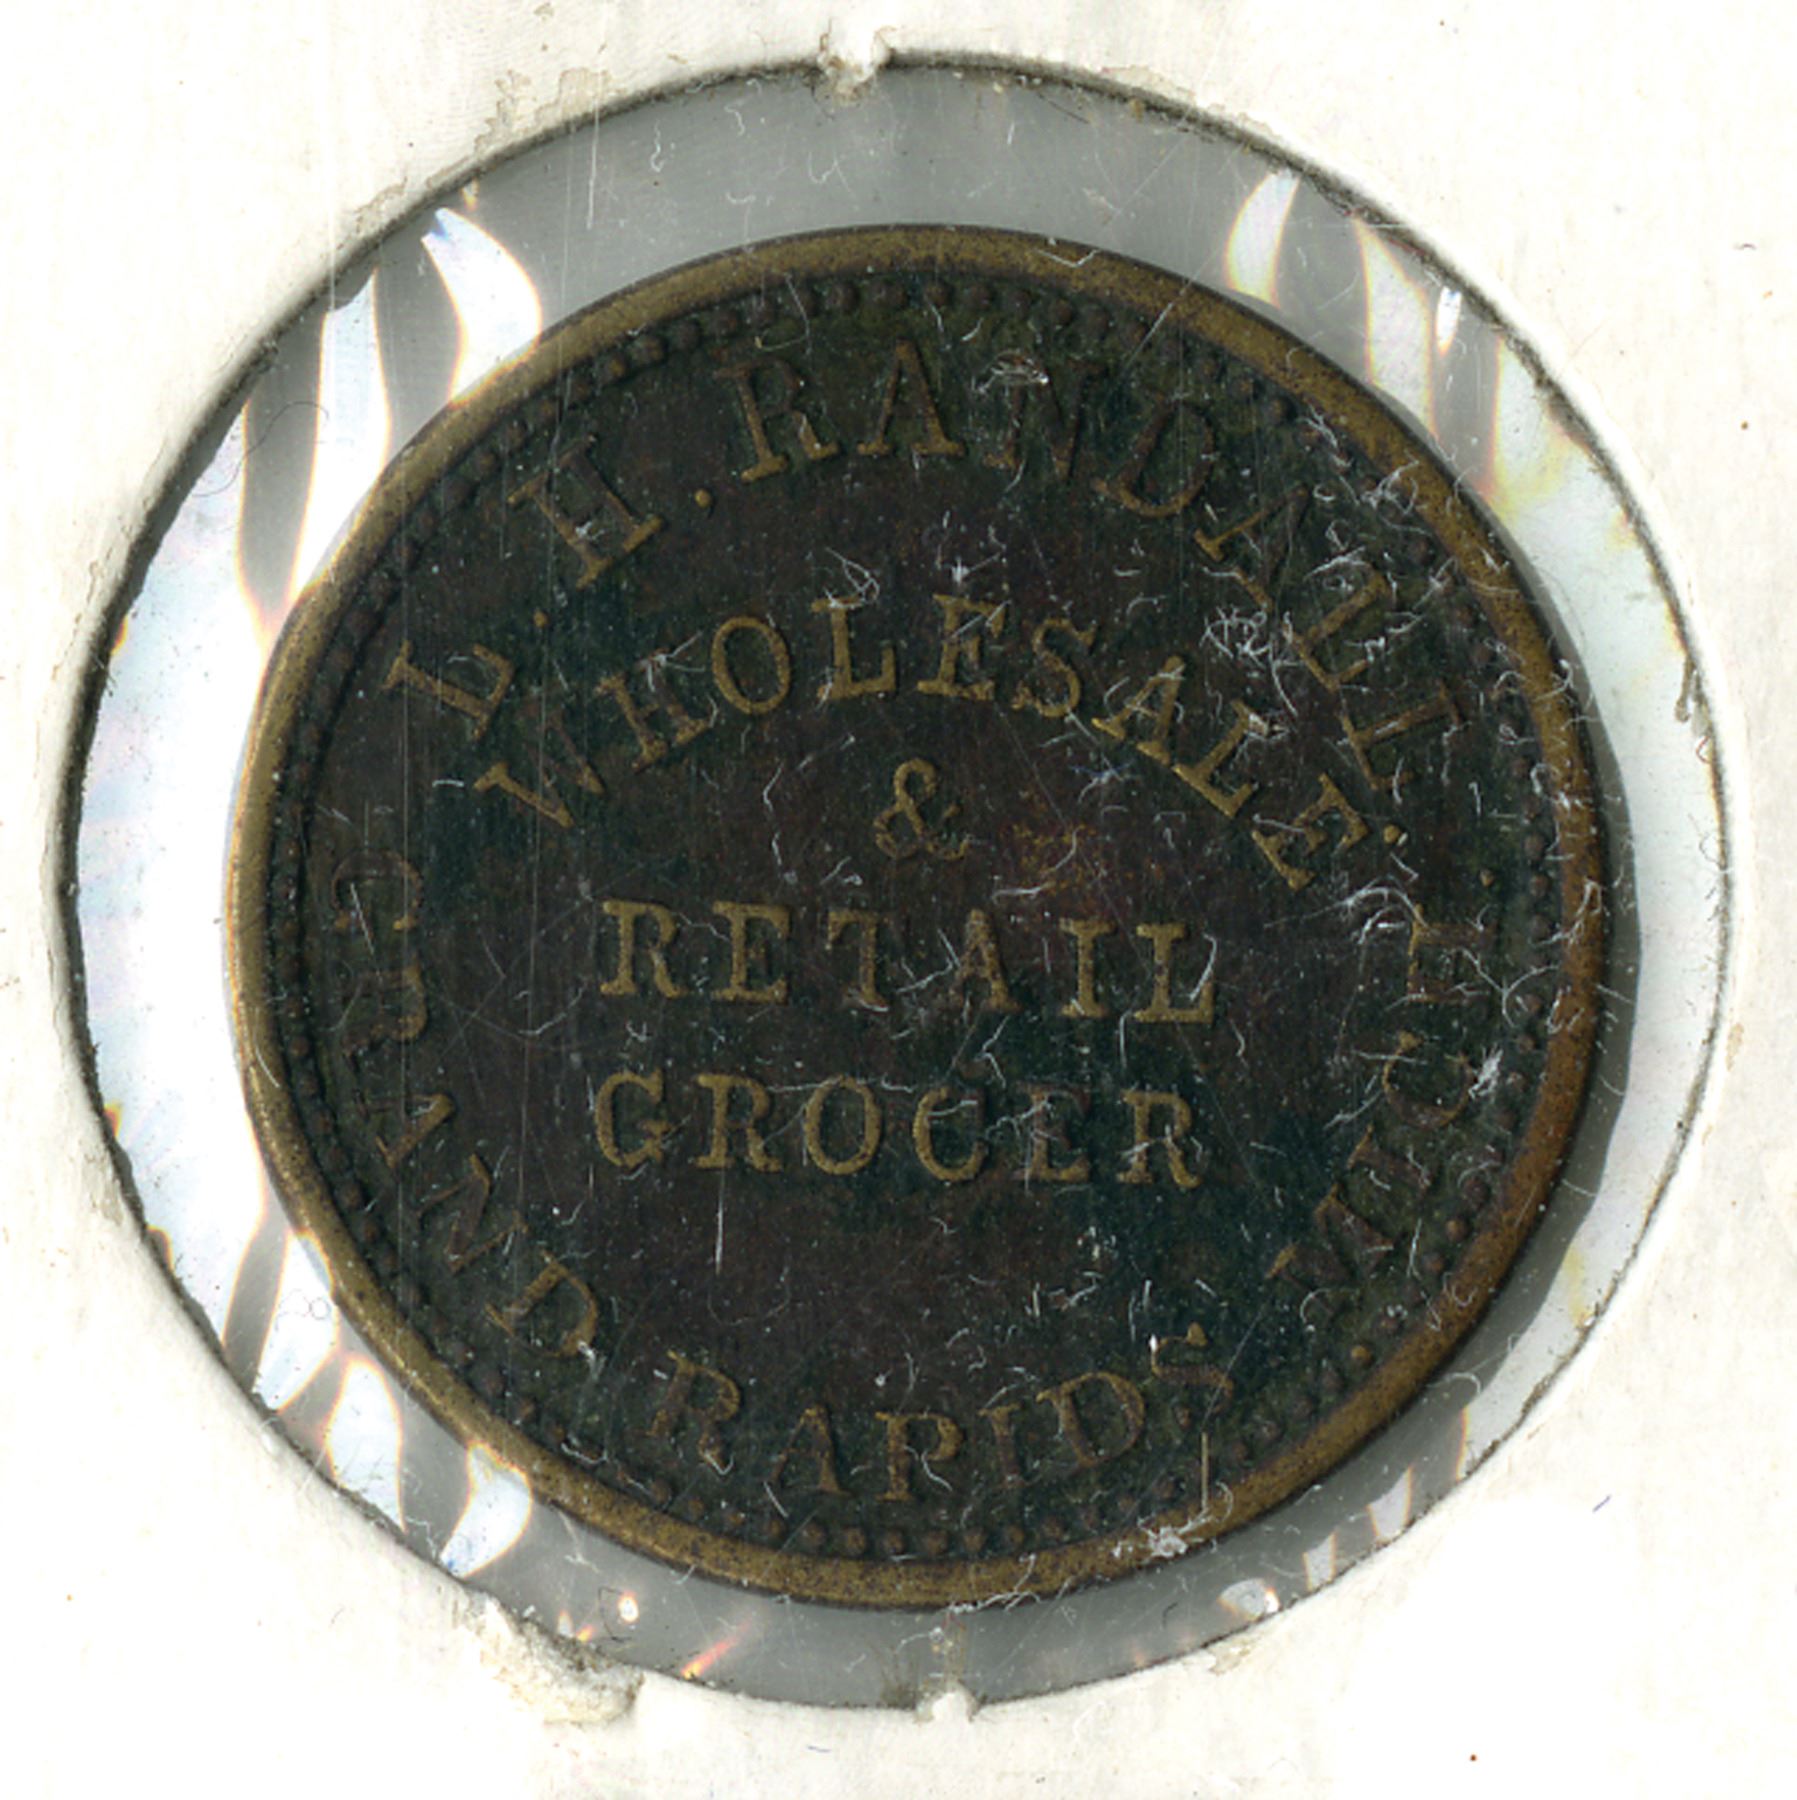 L.H.RANDALL.
WHOLESALE.
&
RETAIL
GROCER
GRAND RAPIDS MICH.